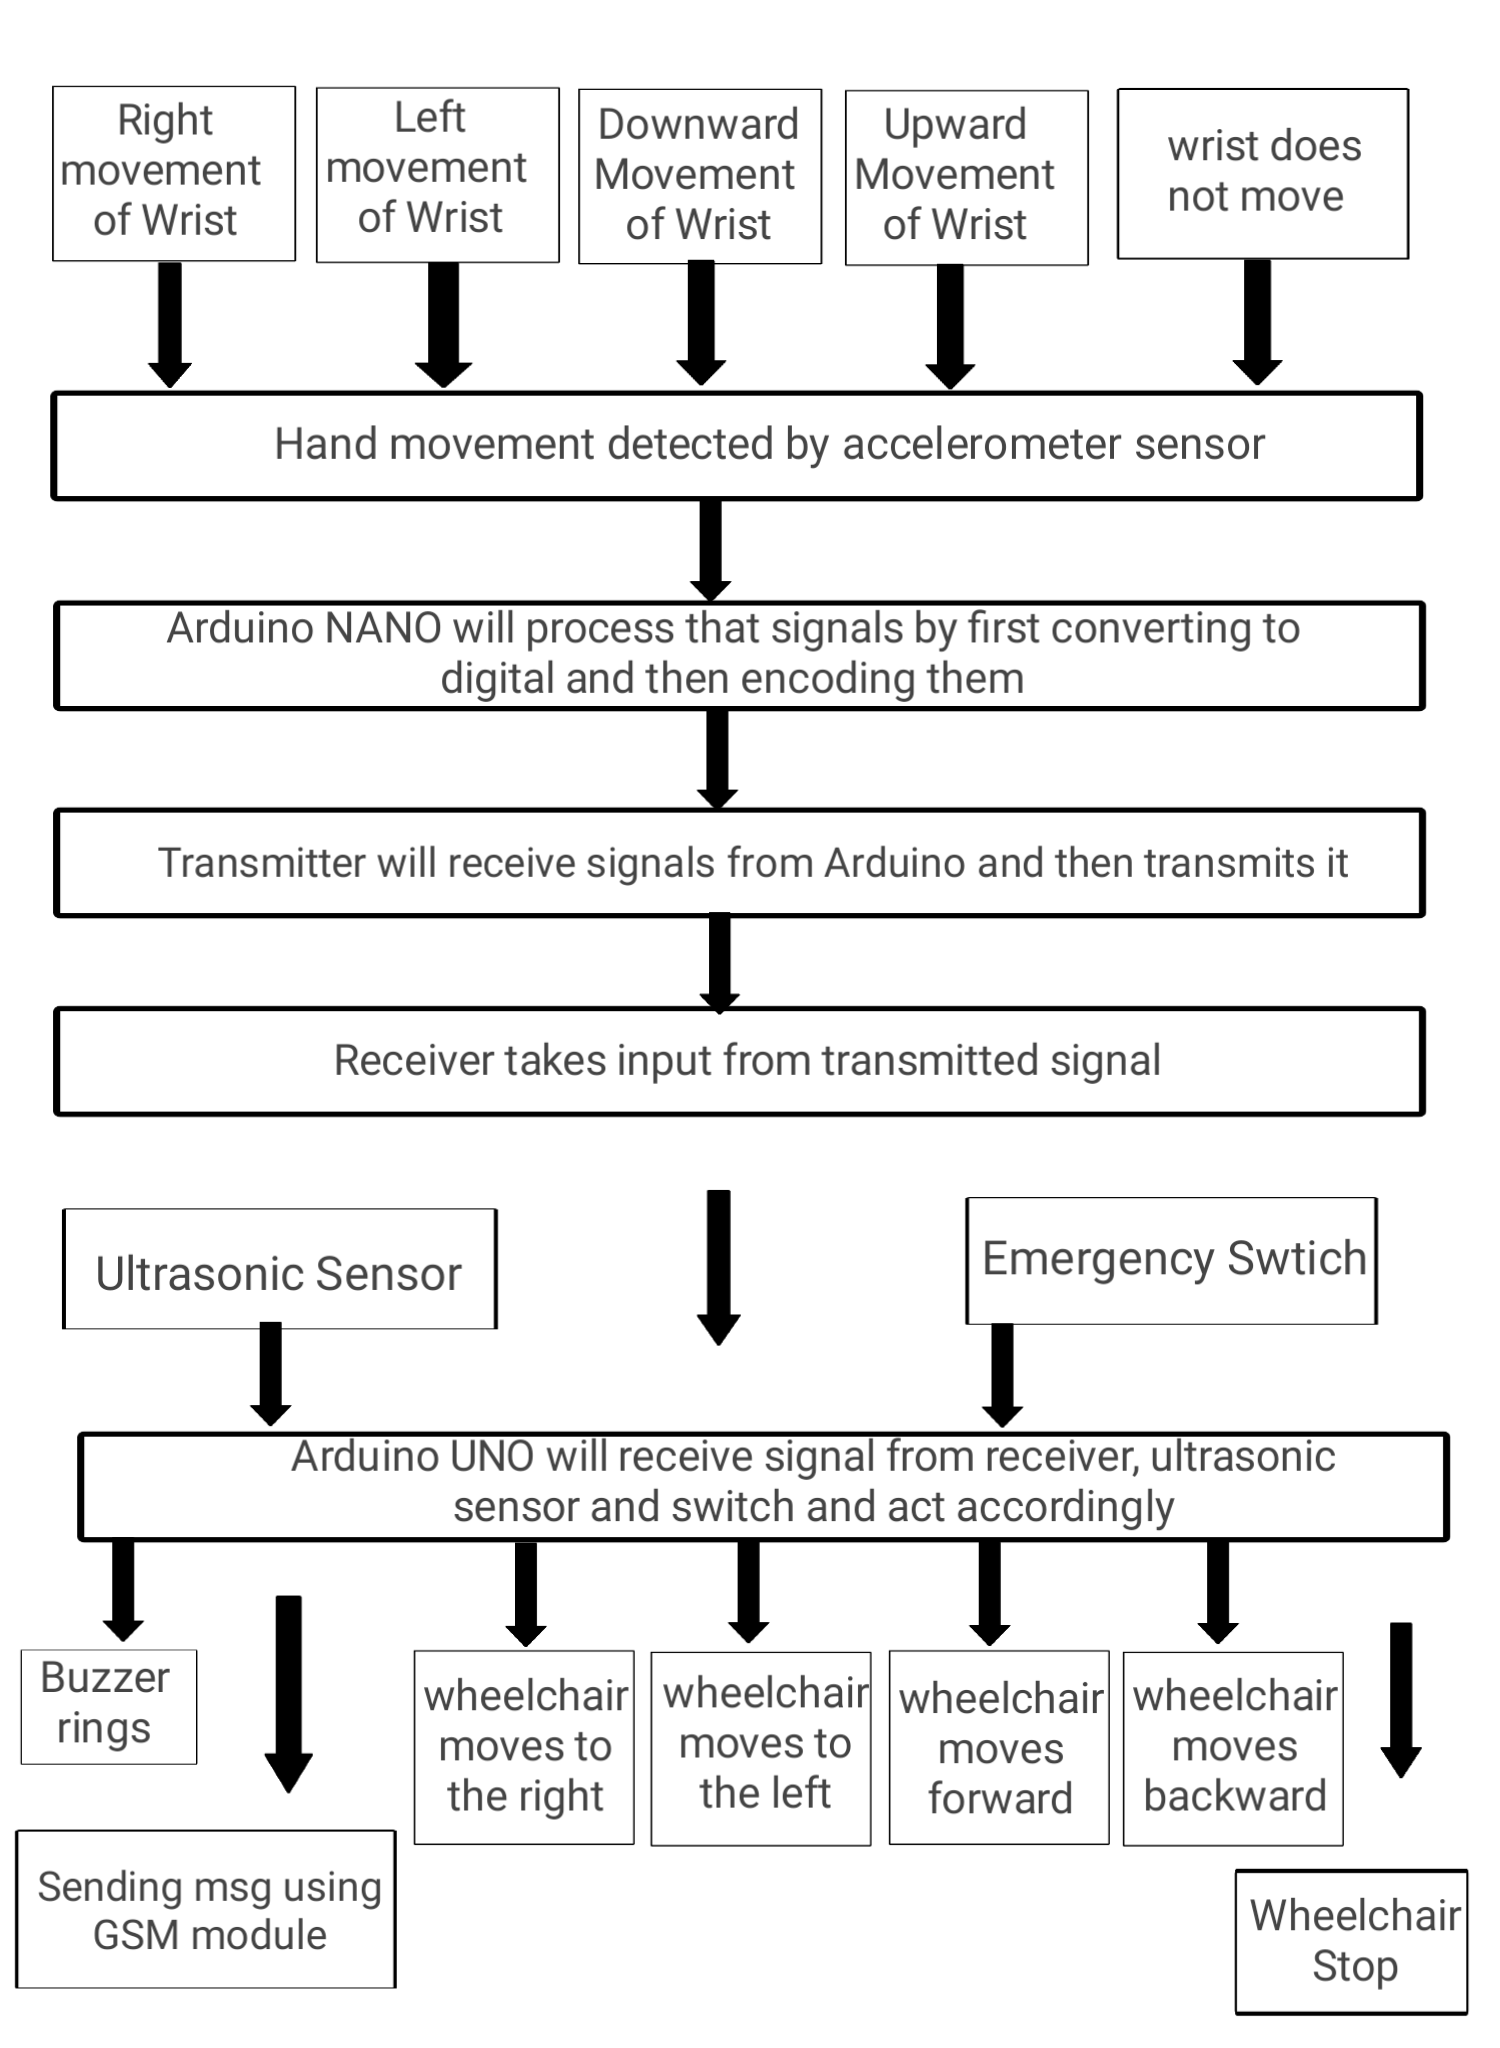 Right
movement
of Wrist
Left
movement
of Wrist
Downward
Movement
of Wrist
Upward
Movement
of Wrist
wrist does
not move
Hand movement detected by accelerometer sensor
Arduino NANO will process that signals by first converting to
digital and then encoding them
Transmitter will receive signals from Arduino and then transmits it
Receiver takes input from transmitted signal
Ultrasonic Sensor
Emergency Swtich
Arduino UNO will receive signal from receiver, ultrasonic
sensor and switch and act accordingly
Buzzer
rings
wheelchair
moves to
the right
wheelchair
moves to
the left
wheelchair
moves
forward
wheelchair
moves
backward
Sending msg using
GSM module
Wheelchair
Stop